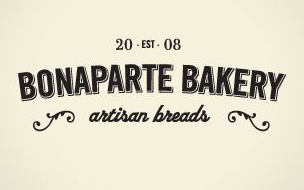 20 · EST · 08
BONAPARTE BAKERY
artisan breads